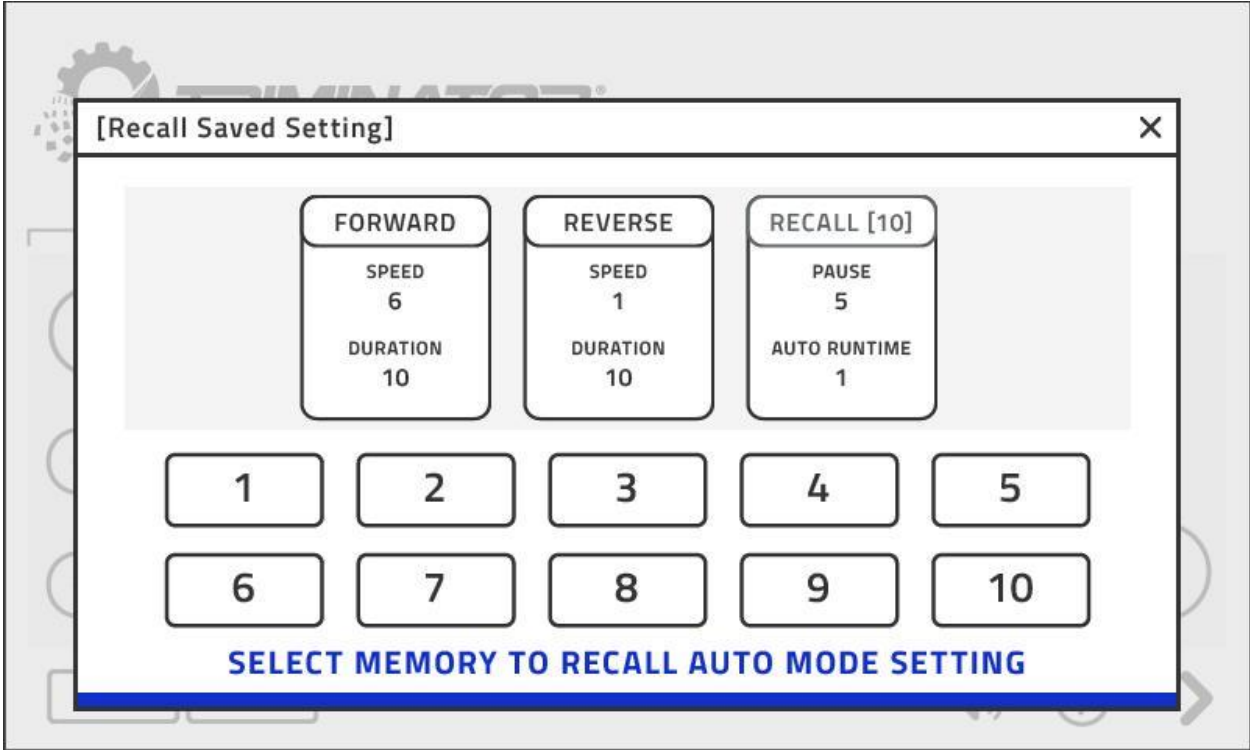 TRIMINATOR®
[Recall Saved Setting]
FORWARD
SPEED
6
DURATION
10
REVERSE
SPEED
1
DURATION
10
RECALL [10]
PAUSE
5
AUTO RUNTIME
1
1 2 3 4 5
6 7 8 9 10
SELECT MEMORY TO RECALL AUTO MODE SETTING